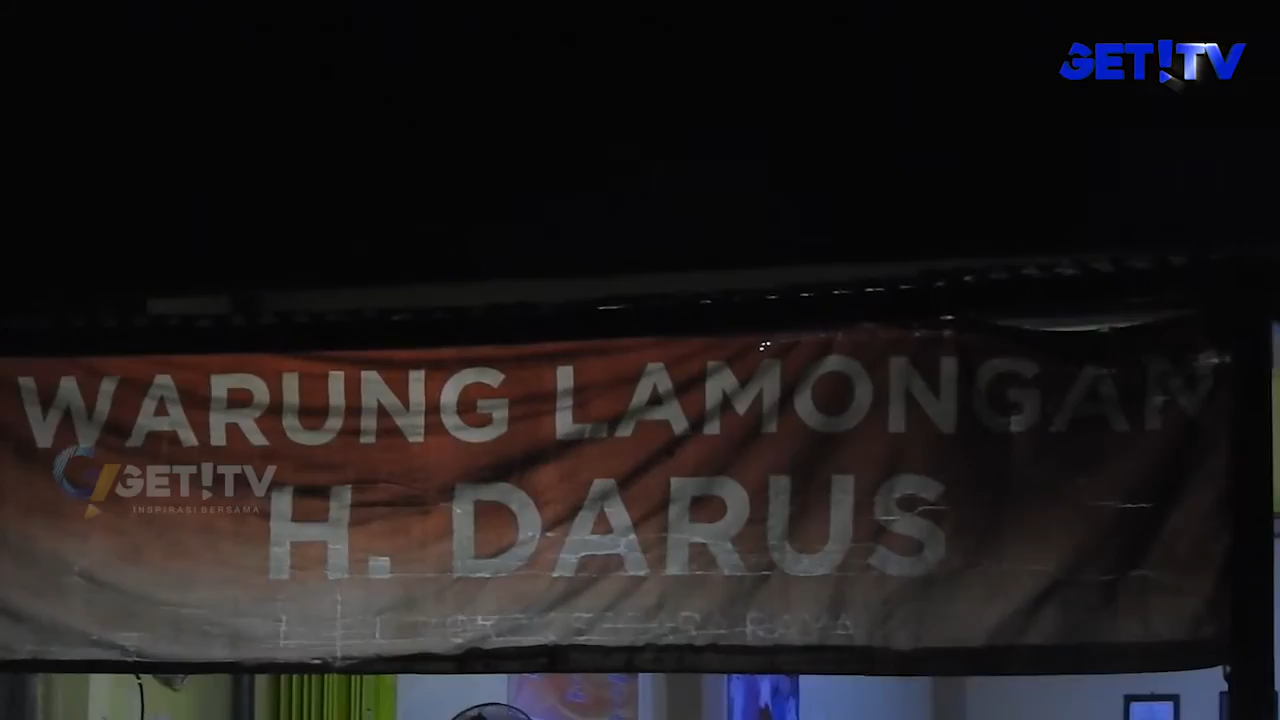 GET!TV
WARUNG LAMONGAN
GET!TV
INSPIRASI BERSAMA
H. DARUS